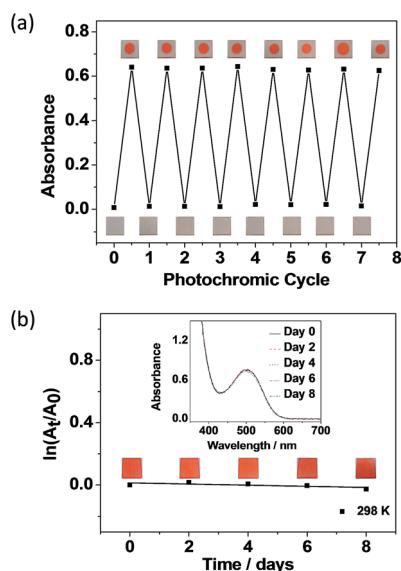 (a)
0.8
0.6
0.4
0.2
0.0
Absorbance
0 1 2 3 4 5 6 7 8
Photochromic Cycle
(b)
1.2
0.6
0.0
Absorbance
Day 0
Day 2
Day 4
Day 6
Day 8
400 500 600 700
Wavelength / nm
0.8
0.4
0.0
ln(At/A0)
298 K
0 2 4 6 8
Time / days